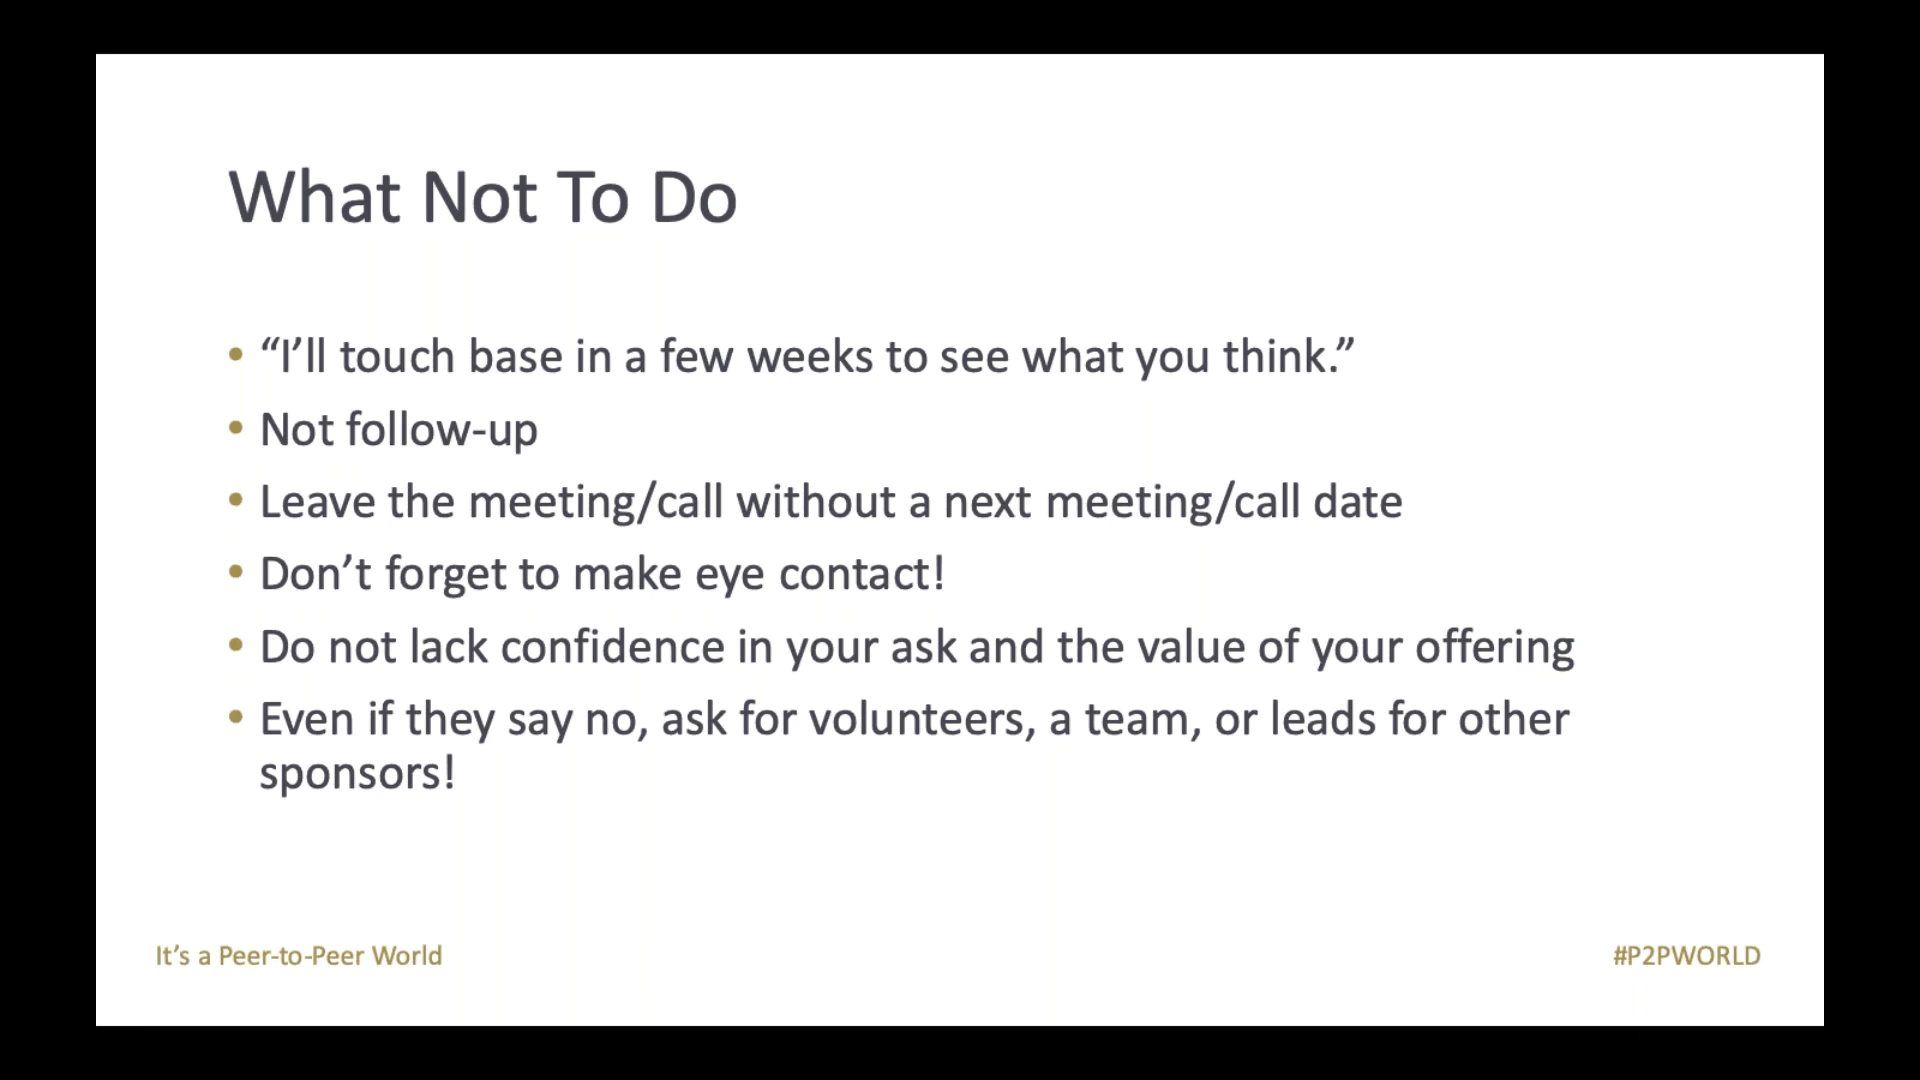 What Not To Do
• “I’ll touch base in a few weeks to see what you think.”
• Not follow-up
• Leave the meeting/call without a next meeting/call date
• Don’t forget to make eye contact!
• Do not lack confidence in your ask and the value of your offering
• Even if they say no, ask for volunteers, a team, or leads for other
sponsors!
It’s a Peer-to-Peer World
#P2PWORLD